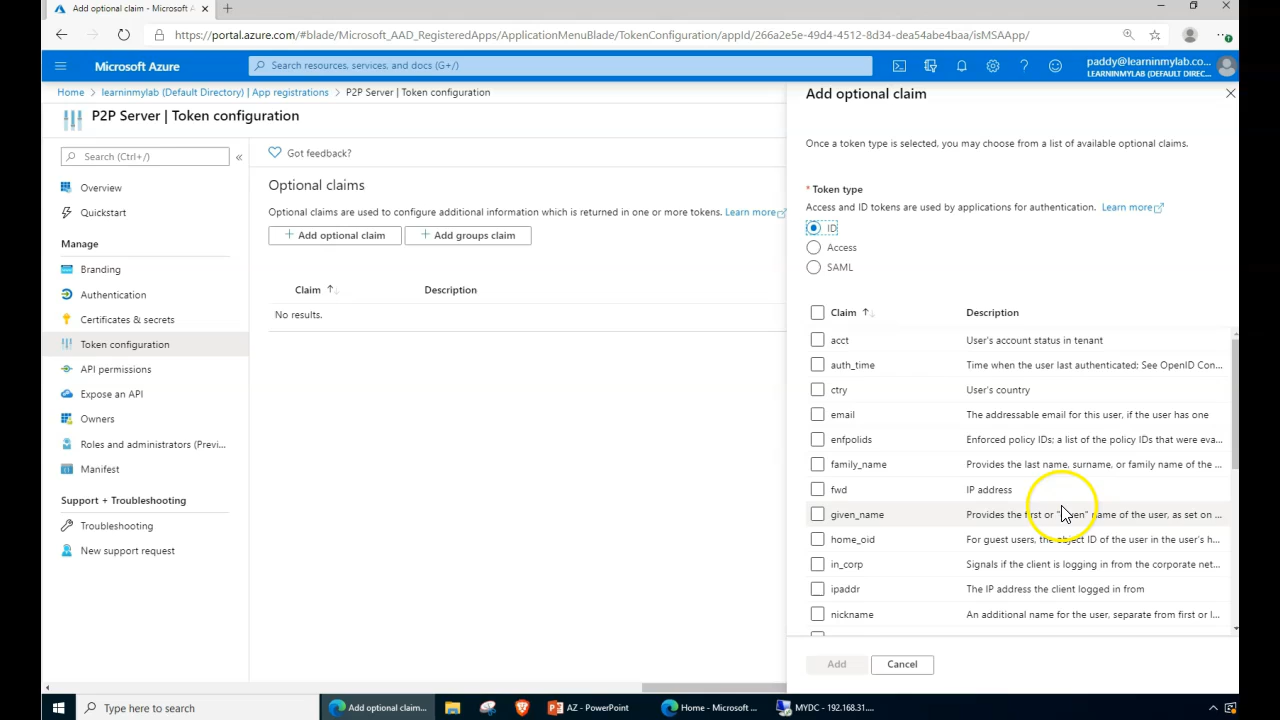 Add optional claim - Microsoft A
https://portal.azure.com/#blade/Microsoft_AAD_RegisteredApps/ApplicationMenuBlade/TokenConfiguration/appId/266a2e5e-49d4-4512-8d34-dea54abe4baa/isMSAApp/
Microsoft Azure
Search resources, services, and docs (G+/)
paddy@learninmylab.co...
LEARNINMYLAB (DEFAULT DIREC...
Home > learninmylab (Default Directory) | App registrations > P2P Server | Token configuration
P2P Server | Token configuration
Search (Ctrl+/)
«
Overview
Quickstart
Manage
Branding
Authentication
Certificates & secrets
Token configuration
API permissions
Expose an API
Owners
Roles and administrators (Previ...
Manifest
Support + Troubleshooting
Troubleshooting
New support request
Got feedback?
Optional claims
Optional claims are used to configure additional information which is returned in one or more tokens. Learn more
+ Add optional claim + Add groups claim
Claim Description
No results.
Add optional claim
Once a token type is selected, you may choose from a list of available optional claims.
* Token type
Access and ID tokens are used by applications for authentication. Learn more
ID
Access
SAML
Claim Description
acct User's account status in tenant
auth_time Time when the user last authenticated; See OpenID Con...
ctry User's country
email The addressable email for this user, if the user has one
enfpolids Enforced policy IDs; a list of the policy IDs that were eva...
family_name Provides the last name, surname, or family name of the ...
fwd IP address
given_name Provides the first or "given" name of the user, as set on ...
home_oid For guest users, the object ID of the user in the user's h...
in_corp Signals if the client is logging in from the corporate net...
ipaddr The IP address the client logged in from
nickname An additional name for the user, separate from first or l...
Add Cancel
Type here to search
Add optional claim...
AZ - PowerPoint
Home - Microsoft ...
MYDC - 192.168.31....